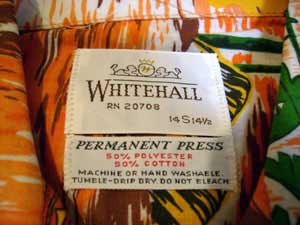 WHITEHALL
RN 20708
14 S 14½
PERMANENT PRESS
50% POLYESTER
50% COTTON
MACHINE OR HAND WASHABLE
TUMBLE-DRIP DRY. DO NOT BLEACH.